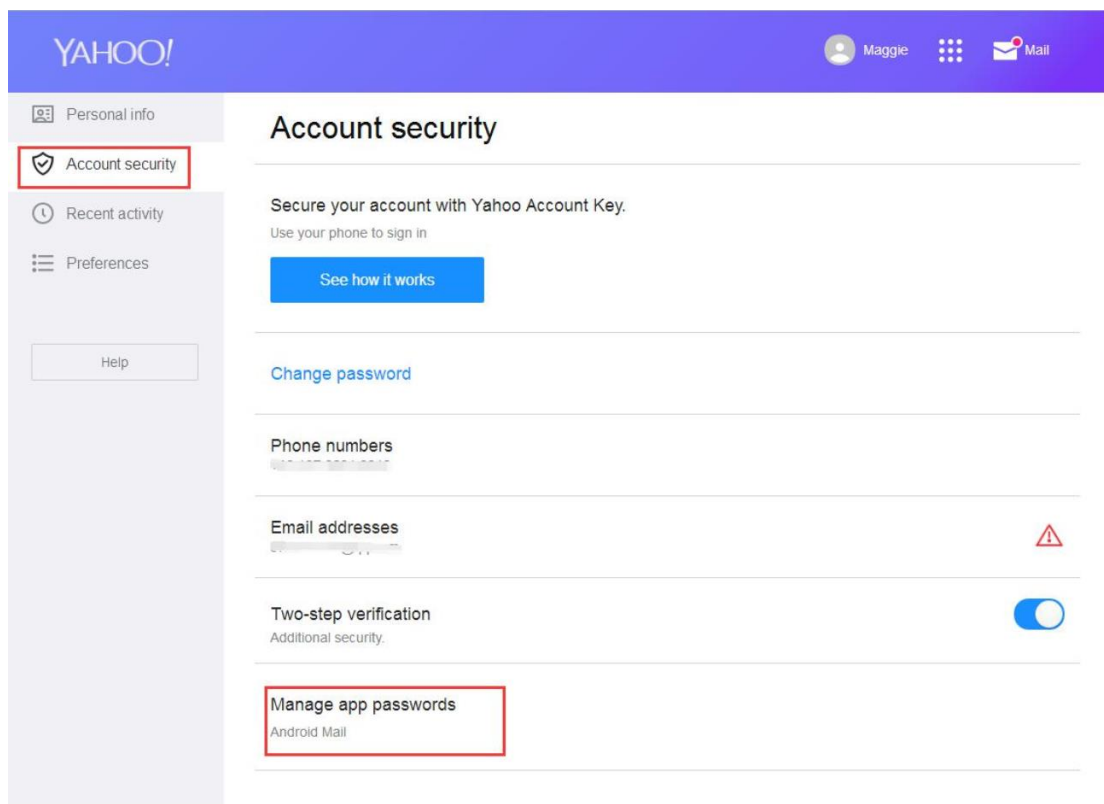 YAHOO!
Maggie
Mail
Personal info
Account security
Recent activity
Preferences
Help
Account security
Secure your account with Yahoo Account Key.
Use your phone to sign in
See how it works
Change password
Phone numbers
Email addresses
Two-step verification
Additional security.
Manage app passwords
Android Mail